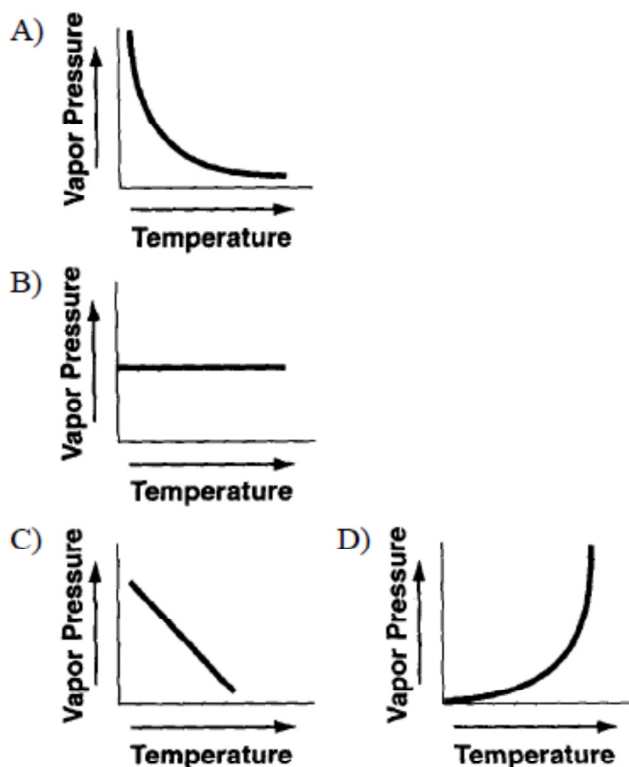 A)
Vapor Pressure
Temperature
B)
Vapor Pressure
Temperature
C)
Vapor Pressure
Temperature
D)
Vapor Pressure
Temperature